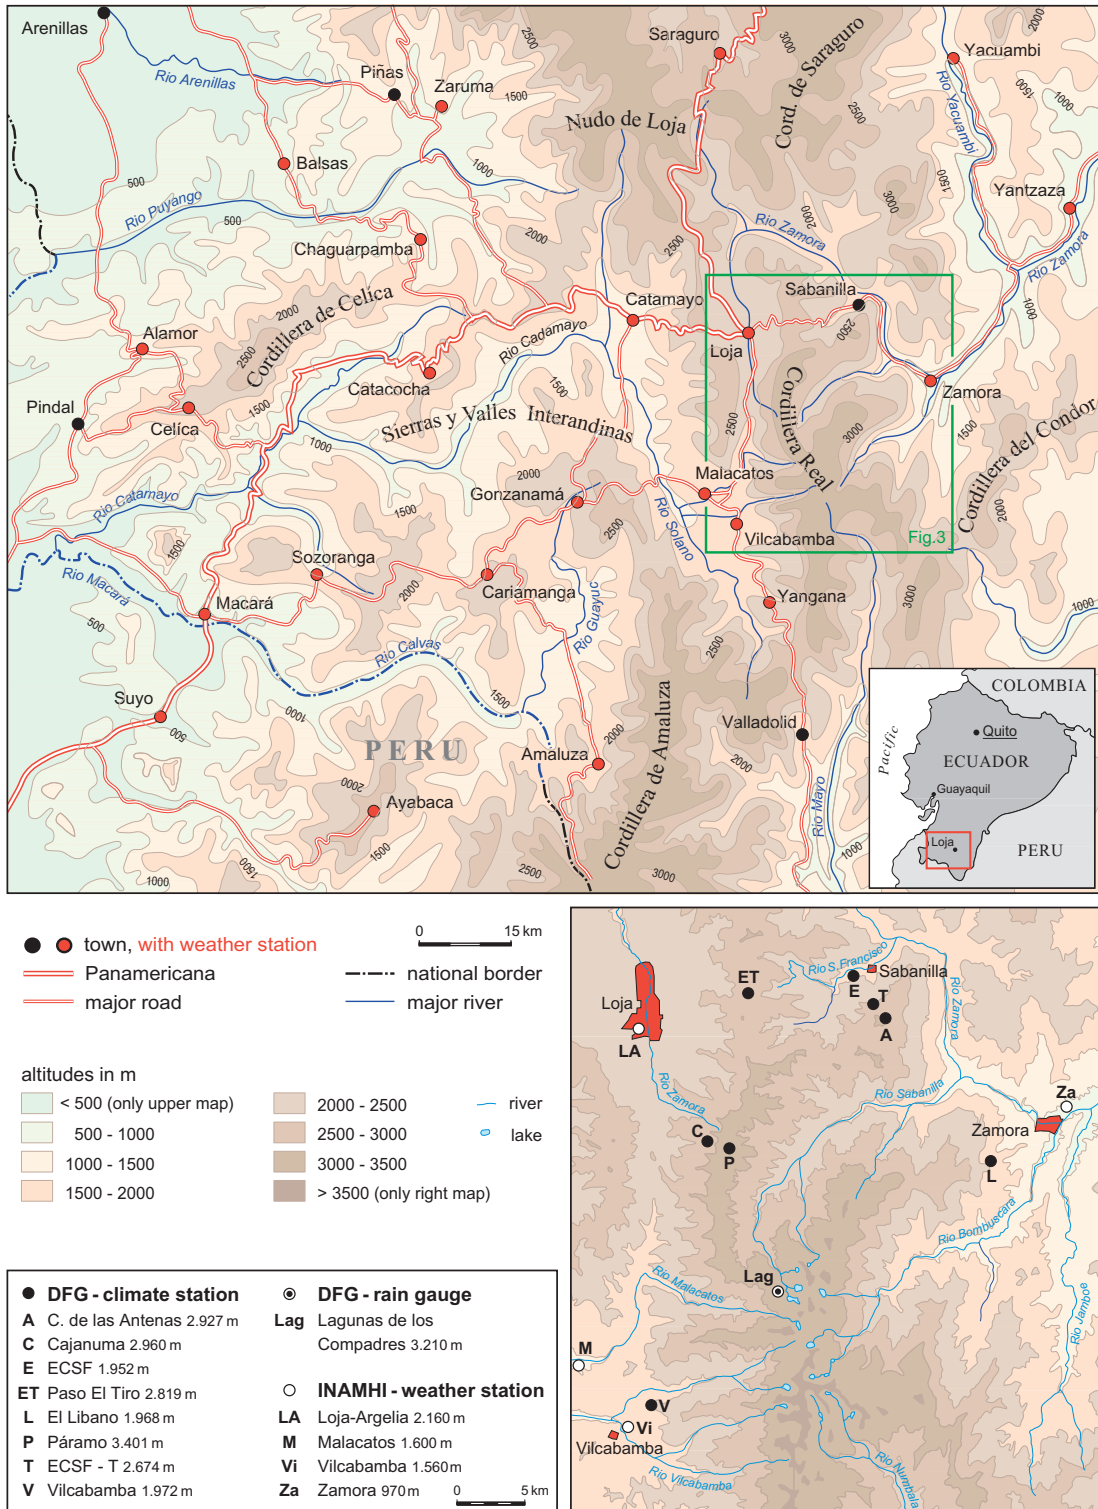 Arenillas
Rio Arenillas
Piñas
Zaruma
Saraguro
Cord. de Saraguro
Yacuambi
Rio Yacuambi
Nudo de Loja
Balsas
Yantzaza
Rio Puyango
Rio Zamora
Rio Zamora
Chaguarpamba
Cordillera de Celíca
Catamayo
Sabanilla
Alamor
Rio Cadamayo
Loja
Catacocha
Zamora
Pindal
Celíca
Sierras y Valles Interandinas
Cordillera Real
Cordillera del Condor
Malacatos
Rio Catamayo
Gonzanamá
Rio Solano
Vilcabamba
Fig.3
Sozoranga
Rio Macará
Cariamanga
Macará
Yangana
Rio Guayuc
Rio Calvas
Suyo
Valladolid
PERU
Amaluza
Cordillera de Amaluza
Ayabaca
Rio Mayo
500
1000
1500
2000
2500
3000
COLOMBIA
Pacific
Quito
ECUADOR
Guayaquil
Loja
PERU
town, with weather station
0 15 km
Panamericana
national border
major road
major river
altitudes in m
< 500 (only upper map)
2000 - 2500
river
500 - 1000
2500 - 3000
lake
1000 - 1500
3000 - 3500
1500 - 2000
> 3500 (only right map)
DFG - climate station
A C. de las Antenas 2.927 m
C Cajanuma 2.960 m
E ECSF 1.952 m
ET Paso El Tiro 2.819 m
L El Libano 1.968 m
P Páramo 3.401 m
T ECSF - T 2.674 m
V Vilcabamba 1.972 m
DFG - rain gauge
Lag Lagunas de los
Compadres 3.210 m
INAMHI - weather station
LA Loja-Argelia 2.160 m
M Malacatos 1.600 m
Vi Vilcabamba 1.560 m
Za Zamora 970 m
0 5 km
Rio S.Francisco
Sabanilla
ET
E
T
A
Loja
LA
Rio Zamora
Rio Zamora
Rio Sabanilla
Za
Zamora
C
P
L
Rio Bombuscara
Lag
Rio Malacatos
Rio Jamboe
M
V
Vi
Vilcabamba
Rio Vilcabamba
Rio Numbala